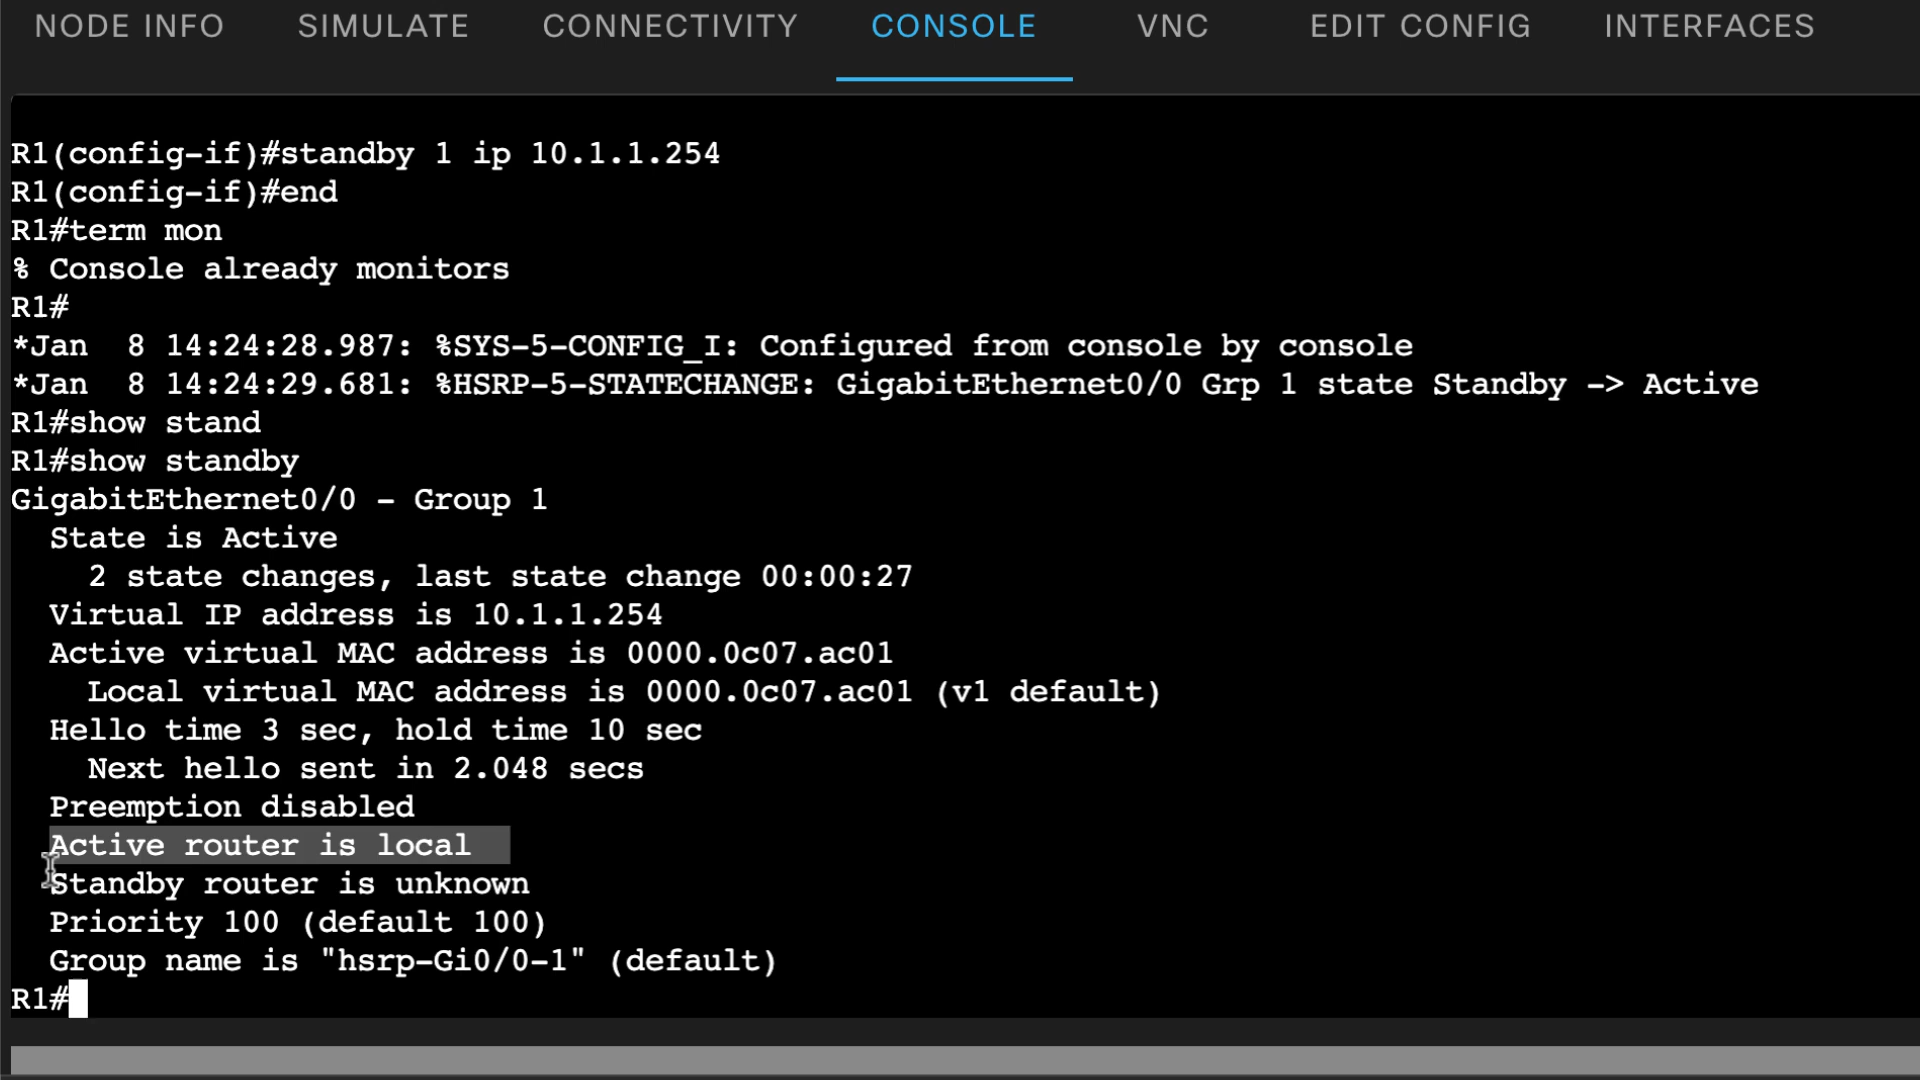 NODE INFO SIMULATE CONNECTIVITY CONSOLE VNC EDIT CONFIG INTERFACES
R1(config-if)#standby 1 ip 10.1.1.254
R1(config-if)#end
R1#term mon
% Console already monitors
R1#
*Jan  8 14:24:28.987: %SYS-5-CONFIG_I: Configured from console by console
*Jan  8 14:24:29.681: %HSRP-5-STATECHANGE: GigabitEthernet0/0 Grp 1 state Standby -> Active
R1#show stand
R1#show standby
GigabitEthernet0/0 - Group 1
  State is Active
    2 state changes, last state change 00:00:27
  Virtual IP address is 10.1.1.254
  Active virtual MAC address is 0000.0c07.ac01
    Local virtual MAC address is 0000.0c07.ac01 (v1 default)
  Hello time 3 sec, hold time 10 sec
    Next hello sent in 2.048 secs
  Preemption disabled
  Active router is local
  Standby router is unknown
  Priority 100 (default 100)
  Group name is "hsrp-Gi0/0-1" (default)
R1#